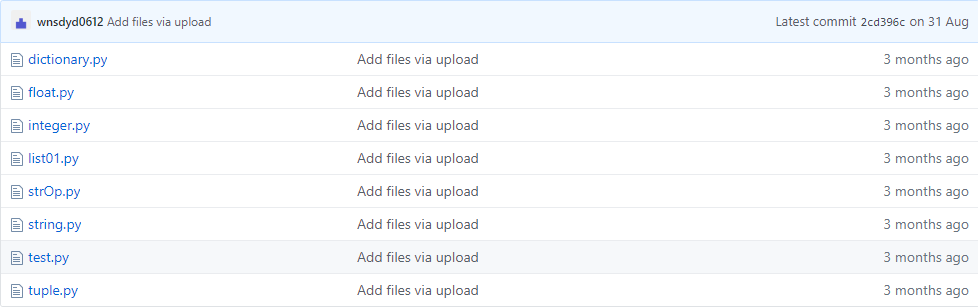 wnsdyd0612 Add files via upload Latest commit 2cd396c on 31 Aug
dictionary.py Add files via upload 3 months ago
float.py Add files via upload 3 months ago
integer.py Add files via upload 3 months ago
list01.py Add files via upload 3 months ago
strOp.py Add files via upload 3 months ago
string.py Add files via upload 3 months ago
test.py Add files via upload 3 months ago
tuple.py Add files via upload 3 months ago